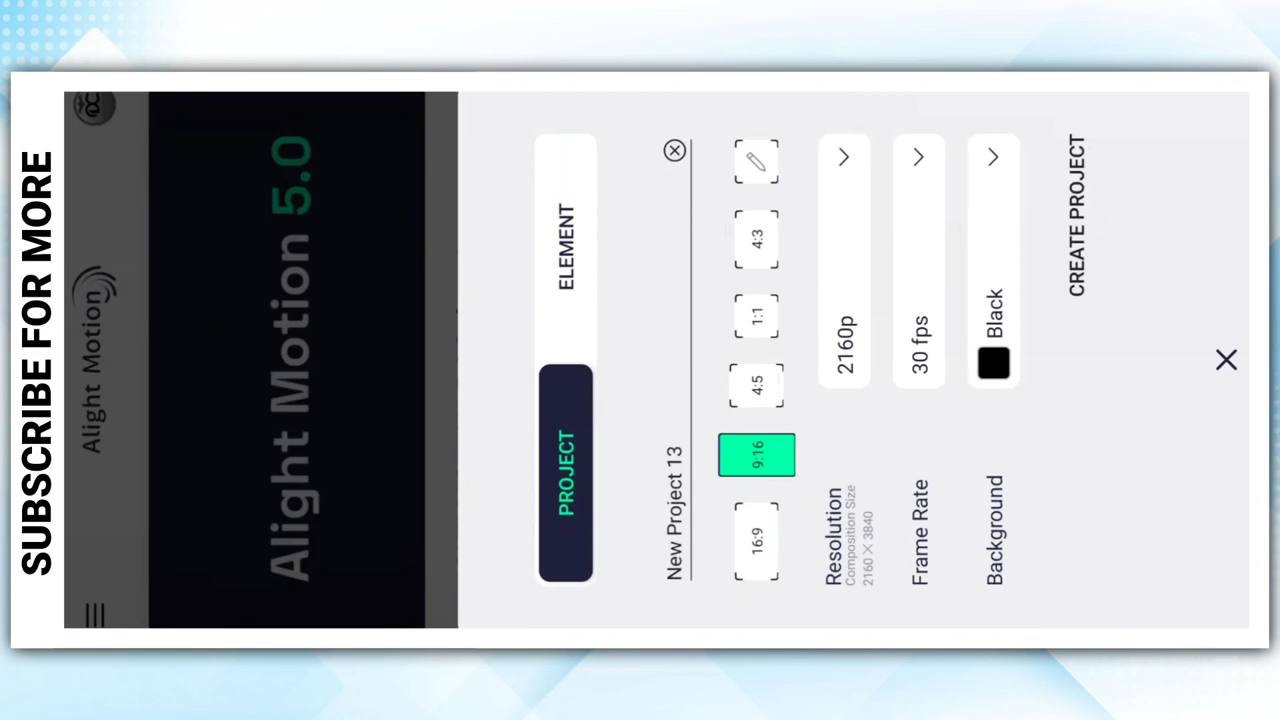 SUBSCRIBE FOR MORE
Alight Motion
Alight Motion 5.0
PROJECT
ELEMENT
New Project 13
16:9
9:16
4:5
1:1
4:3
Resolution
Composition Size
2160 X 3840
2160p
Frame Rate
30 fps
Background
Black
CREATE PROJECT